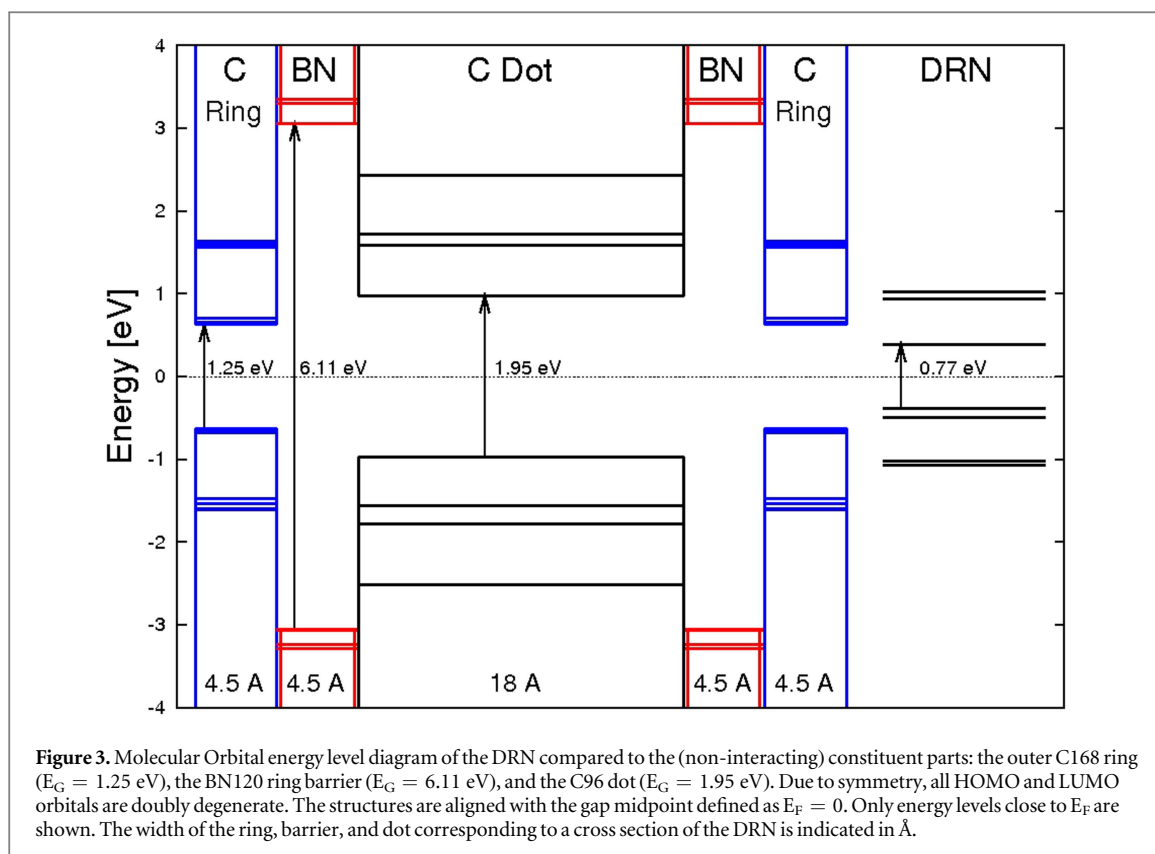 4
C
BN
C Dot
BN
C
DRN
Ring
Ring
3
2
1
1.25 eV
6.11 eV
1.95 eV
0.77 eV
0
Energy [eV]
-1
-2
-3
4.5 A
4.5 A
18 A
4.5 A
4.5 A
-4
Figure 3. Molecular Orbital energy level diagram of the DRN compared to the (non-interacting) constituent parts: the outer C168 ring
(E_G = 1.25 eV), the BN120 ring barrier (E_G = 6.11 eV), and the C96 dot (E_G = 1.95 eV). Due to symmetry, all HOMO and LUMO
orbitals are doubly degenerate. The structures are aligned with the gap midpoint defined as E_F = 0. Only energy levels close to E_F are
shown. The width of the ring, barrier, and dot corresponding to a cross section of the DRN is indicated in Å.